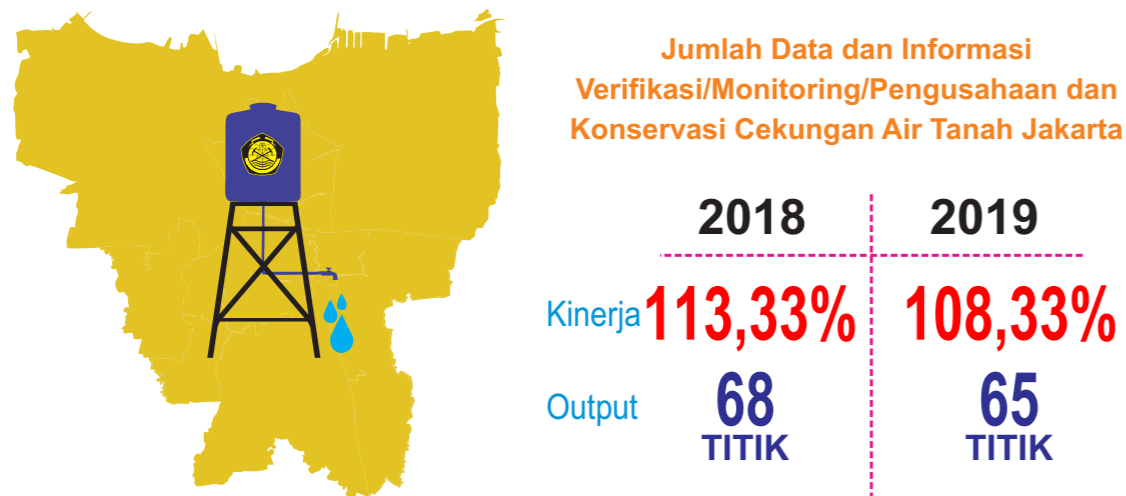 Jumlah Data dan Informasi
Verifikasi/Monitoring/Pengusahaan dan
Konservasi Cekungan Air Tanah Jakarta
2018 2019
Kinerja 113,33% 108,33%
Output 68 65
TITIK TITIK